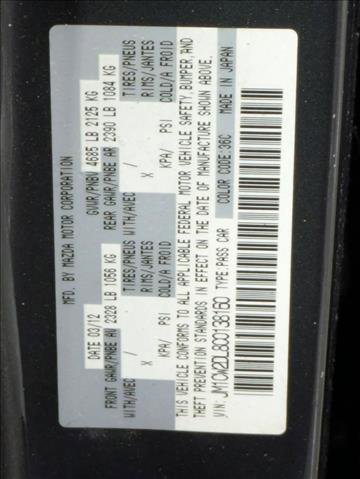 MFD. BY MAZDA MOTOR CORPORATION
DATE 03/12 GVWR/PNBV 4685 LB 2125 KG
FRONT GAWR/PNBE AV 2328 LB 1056 KG REAR GAWR/PNBE AR 2390 LB 1084 KG
WITH/AVEC / TIRES/PNEUS WITH/AVEC / TIRES/PNEUS
X RIMS/JANTES X RIMS/JANTES
/ KPA/ PSI COLD/A FROID KPA/ PSI COLD/A FROID
THIS VEHICLE CONFORMS TO ALL APPLICABLE FEDERAL MOTOR VEHICLE SAFETY, BUMPER, AND
THEFT PREVENTION STANDARDS IN EFFECT ON THE DATE OF MANUFACTURE SHOWN ABOVE.
VIN: JM1CW2DL8C0138160 TYPE:PASS CAR COLOR CODE:36C MADE IN JAPAN